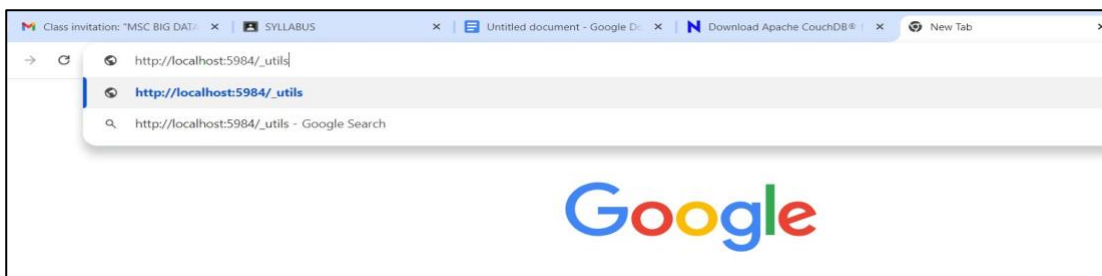 Class invitation: "MSC BIG DATA
SYLLABUS
Untitled document - Google Do
Download Apache CouchDB®
New Tab
http://localhost:5984/_utils
http://localhost:5984/_utils
http://localhost:5984/_utils - Google Search
Google